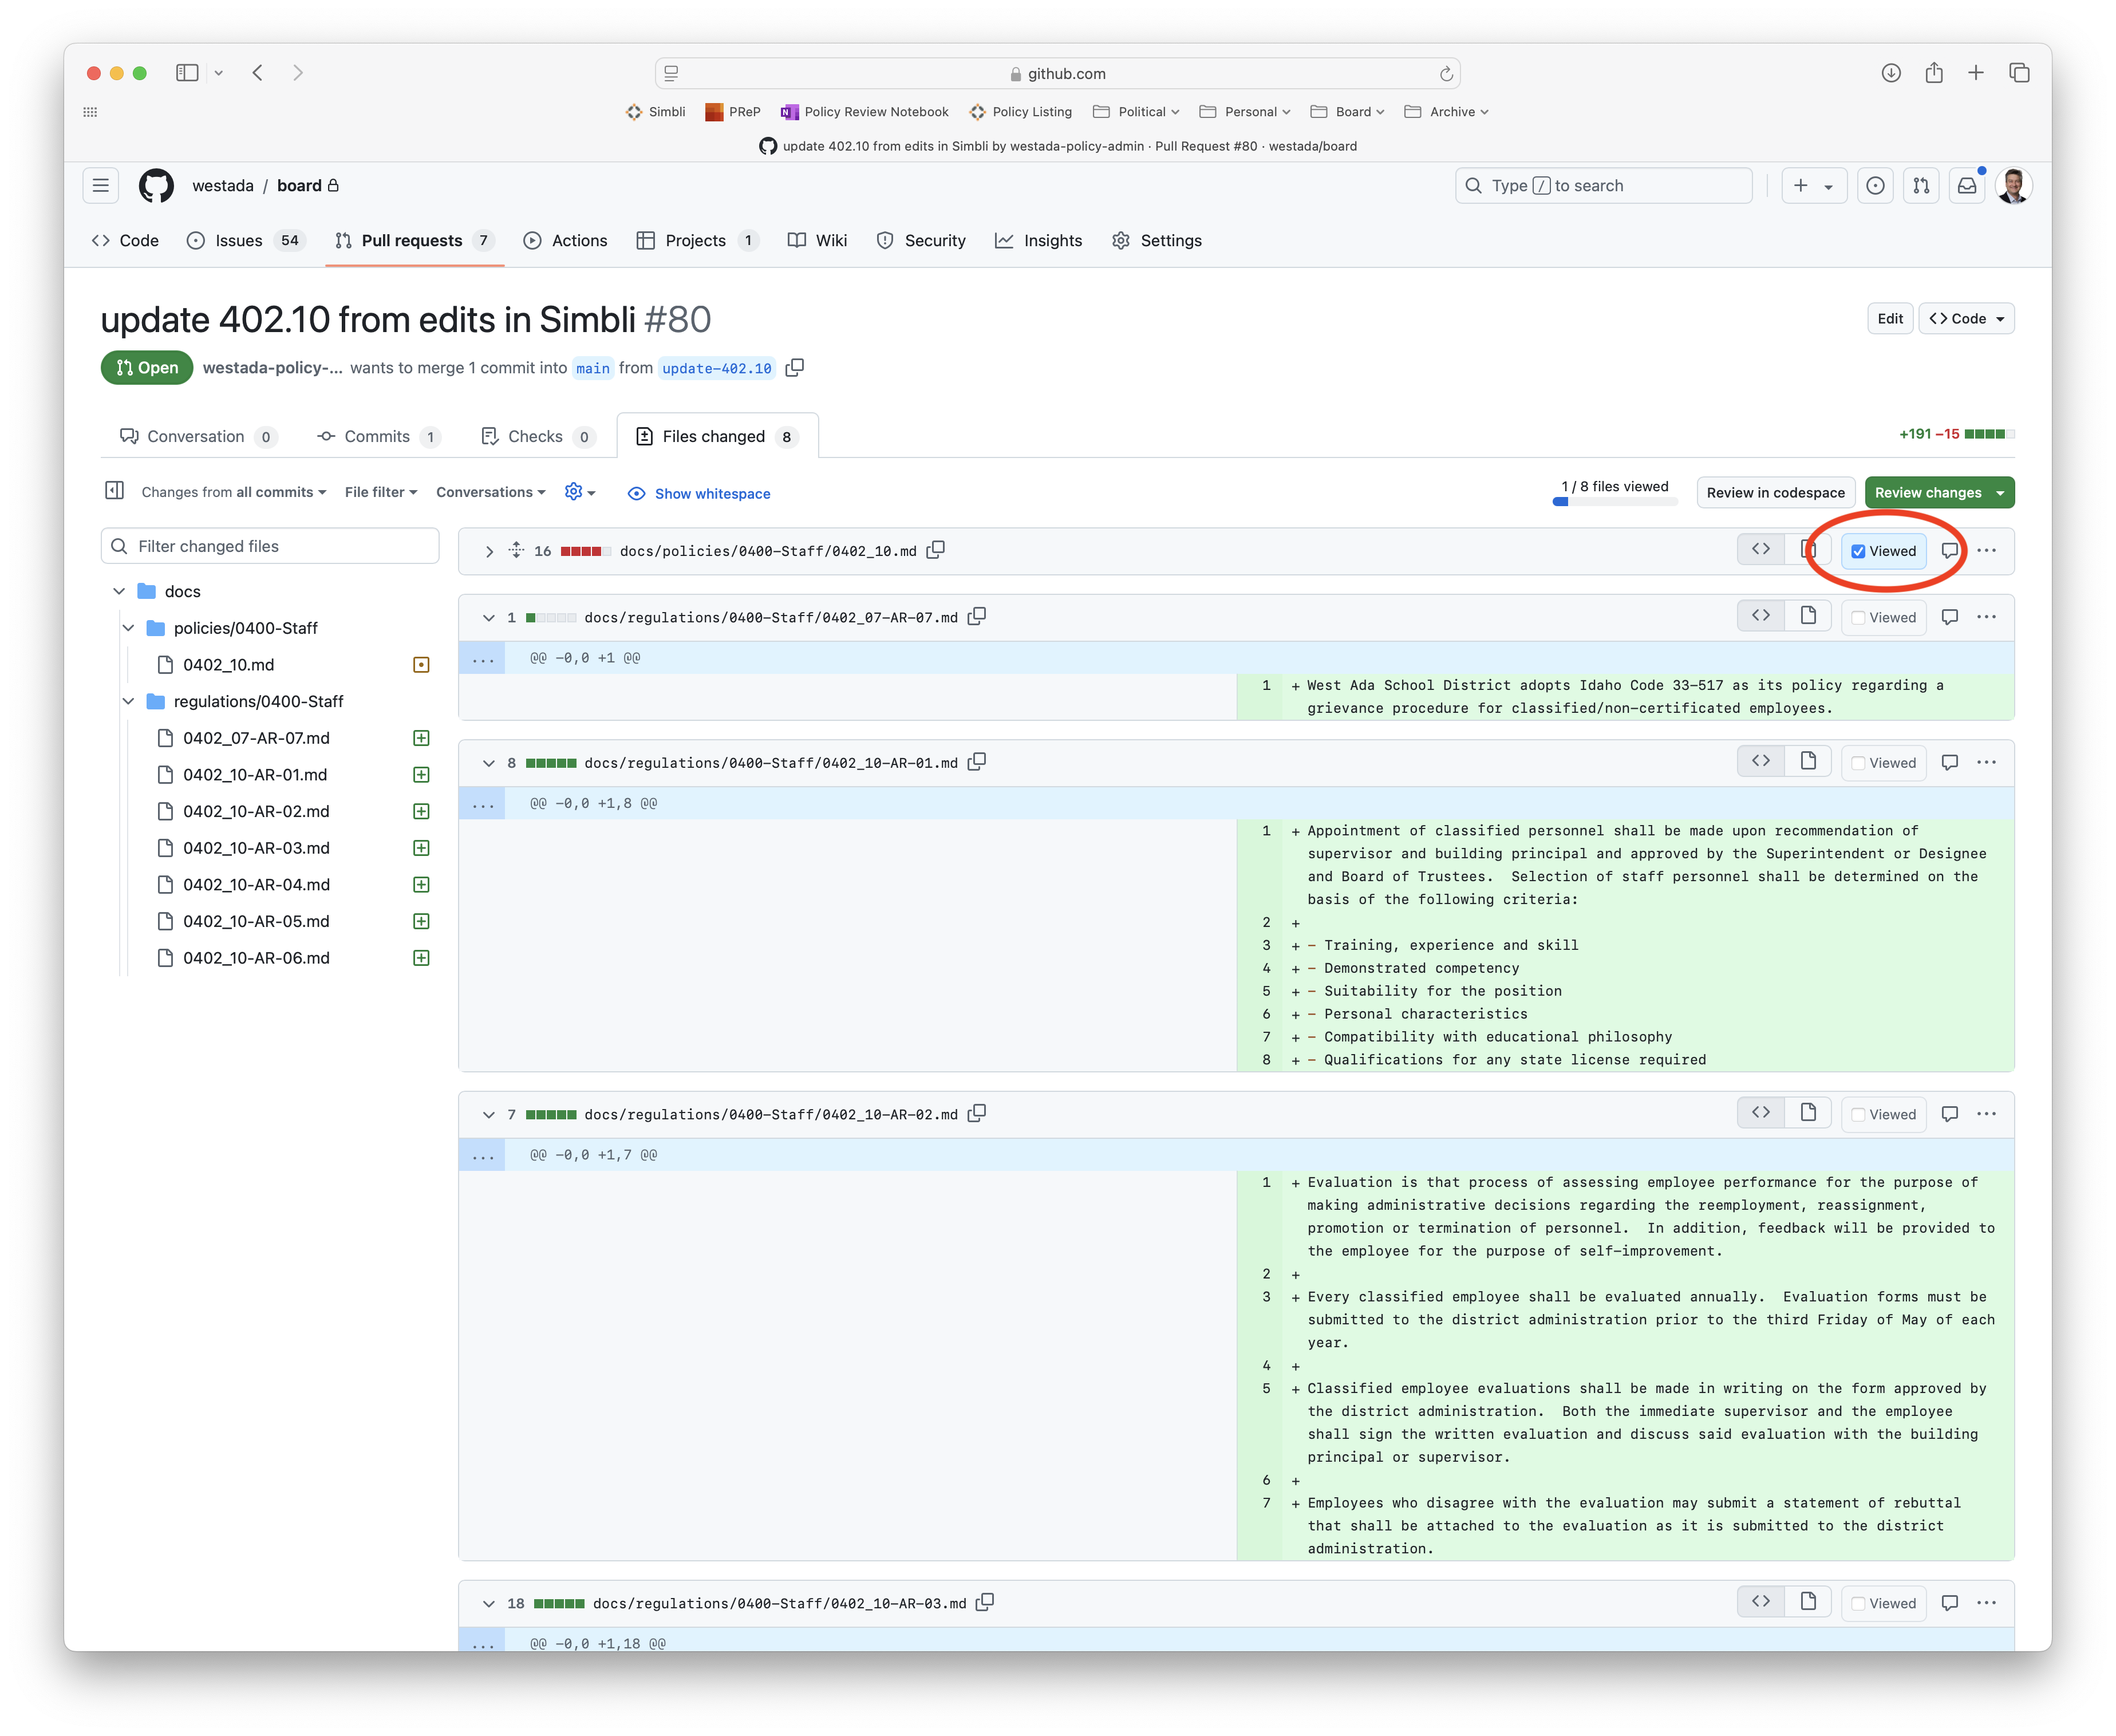 github.com
Simbli PReP Policy Review Notebook Policy Listing Political Personal Board Archive
update 402.10 from edits in Simbli by westada-policy-admin · Pull Request #80 · westada/board
westada / board
Type / to search
Code Issues 54 Pull requests 7 Actions Projects 1 Wiki Security Insights Settings
update 402.10 from edits in Simbli #80
Edit <> Code
Open westada-policy-... wants to merge 1 commit into main from update-402.10
Conversation 0 Commits 1 Checks 0 Files changed 8
+191 −15
Changes from all commits File filter Conversations Show whitespace
1 / 8 files viewed
Review in codespace Review changes
Filter changed files
docs
policies/0400-Staff
0402_10.md
regulations/0400-Staff
0402_07-AR-07.md
0402_10-AR-01.md
0402_10-AR-02.md
0402_10-AR-03.md
0402_10-AR-04.md
0402_10-AR-05.md
0402_10-AR-06.md
16 docs/policies/0400-Staff/0402_10.md Viewed ...
1 docs/regulations/0400-Staff/0402_07-AR-07.md Viewed ...
... @@ -0,0 +1 @@
1 + West Ada School District adopts Idaho Code 33-517 as its policy regarding a
grievance procedure for classified/non-certificated employees.
8 docs/regulations/0400-Staff/0402_10-AR-01.md Viewed ...
... @@ -0,0 +1,8 @@
1 + Appointment of classified personnel shall be made upon recommendation of
supervisor and building principal and approved by the Superintendent or Designee
and Board of Trustees.  Selection of staff personnel shall be determined on the
basis of the following criteria:
2 +
3 + - Training, experience and skill
4 + - Demonstrated competency
5 + - Suitability for the position
6 + - Personal characteristics
7 + - Compatibility with educational philosophy
8 + - Qualifications for any state license required
7 docs/regulations/0400-Staff/0402_10-AR-02.md Viewed ...
... @@ -0,0 +1,7 @@
1 + Evaluation is that process of assessing employee performance for the purpose of
making administrative decisions regarding the reemployment, reassignment,
promotion or termination of personnel.  In addition, feedback will be provided to
the employee for the purpose of self-improvement.
2 +
3 + Every classified employee shall be evaluated annually.  Evaluation forms must be
submitted to the district administration prior to the third Friday of May of each
year.
4 +
5 + Classified employee evaluations shall be made in writing on the form approved by
the district administration.  Both the immediate supervisor and the employee
shall sign the written evaluation and discuss said evaluation with the building
principal or supervisor.
6 +
7 + Employees who disagree with the evaluation may submit a statement of rebuttal
that shall be attached to the evaluation as it is submitted to the district
administration.
18 docs/regulations/0400-Staff/0402_10-AR-03.md Viewed ...
... @@ -0,0 +1,18 @@